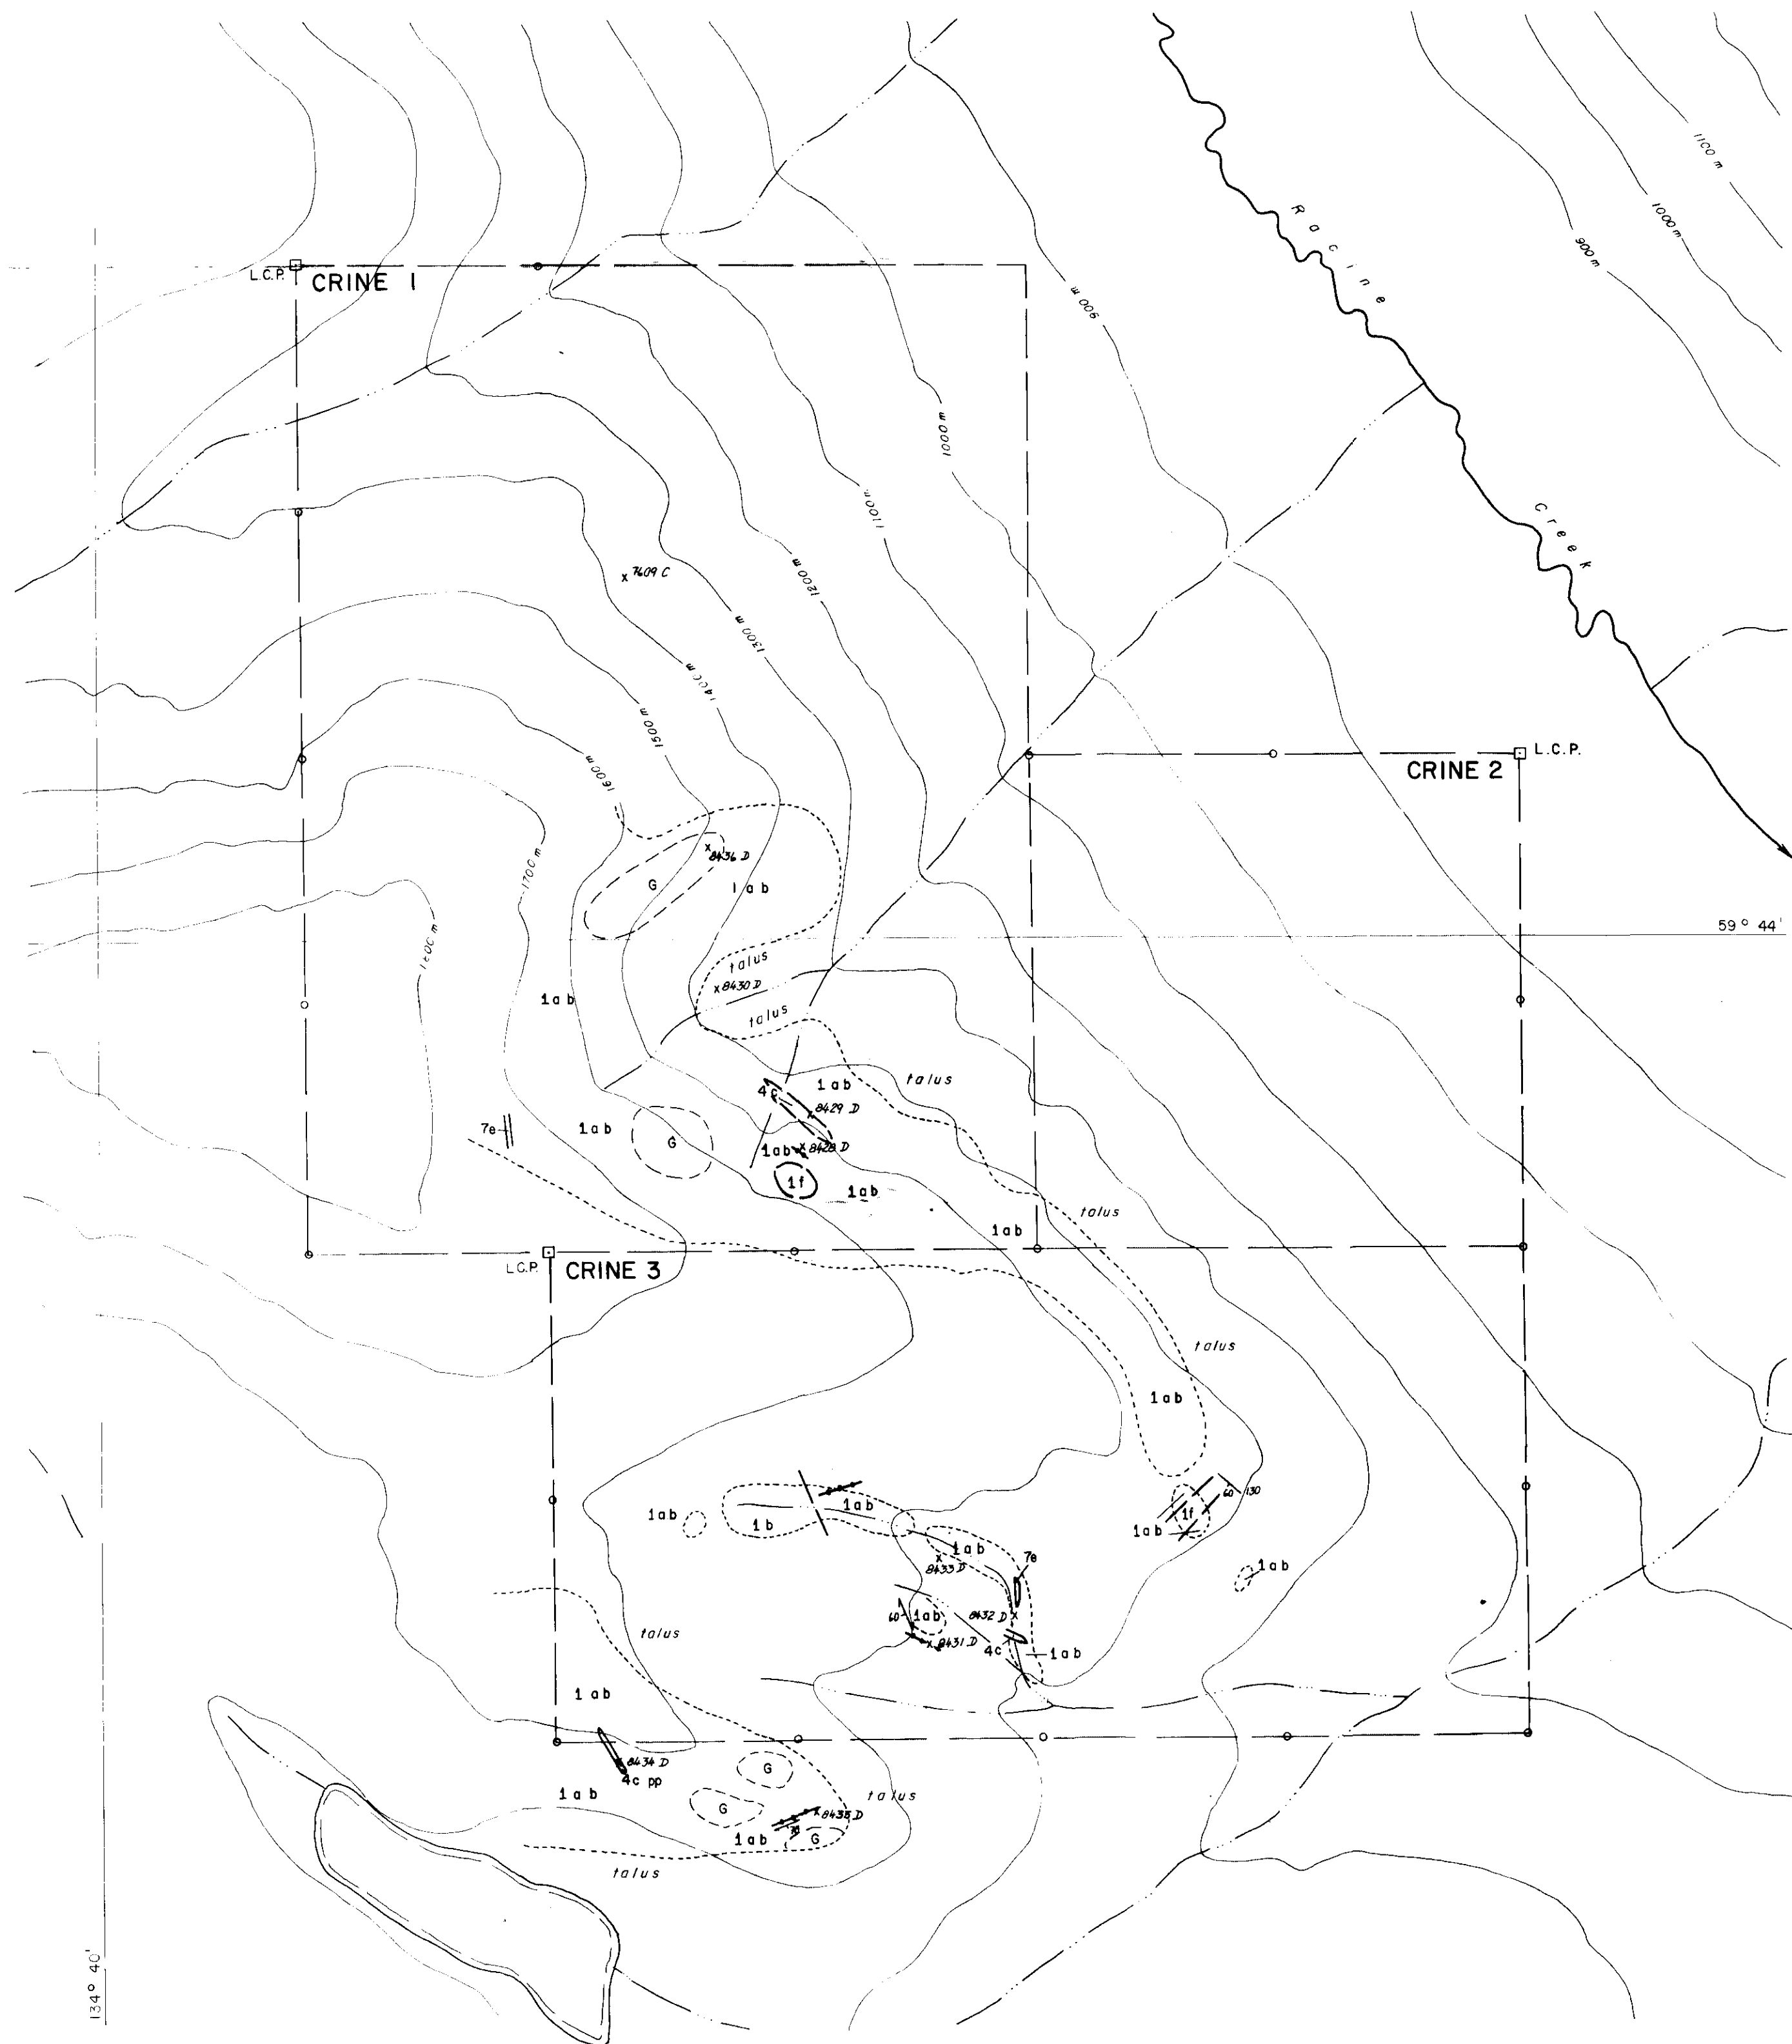 1100 m
1000 m
900 m
Racine
Creek
L.C.P.
CRINE 1
900 m
1000 m
1100 m
1200 m
1300 m
1400 m
1500 m
1600 m
1700 m
x 7609 C
L.C.P.
CRINE 2
x 8436 D
G
1 a b
59° 44'
talus
x 8430 D
1 a b
talus
talus
1 a b
4c
x 8429 D
7e
1 a b
G
1 a b
x 8428 D
1f
1 a b
talus
1 a b
L.C.P.
CRINE 3
talus
1 a b
1 a b
1 b
1 a b
60
130
1f
1 a b
1 a b
8433 D
7e
1 a b
60
1 a b
8432 D
x 8431 D
4c
1 a b
talus
1 a b
8434 D
4c pp
G
1 a b
talus
G
x 8435 D
1 a b
G
talus
134° 40'